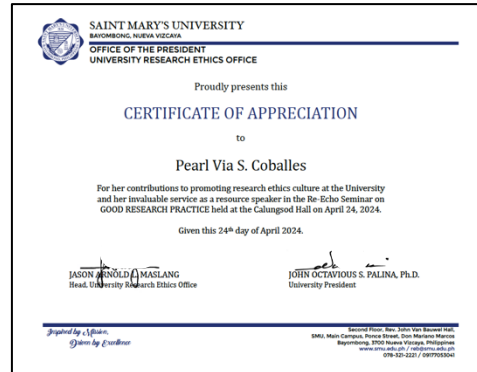 SAINT MARY'S UNIVERSITY
BAYOMBONG, NUEVA VIZCAYA
OFFICE OF THE PRESIDENT
UNIVERSITY RESEARCH ETHICS OFFICE
Proudly presents this
CERTIFICATE OF APPRECIATION
to
Pearl Via S. Coballes
For her contributions to promoting research ethics culture at the University
and her invaluable service as a resource speaker in the Re-Echo Seminar on
GOOD RESEARCH PRACTICE held at the Calungsod Hall on April 24, 2024.
Given this 24th day of April 2024.
JASON ARNOLD L. MASLANG
Head, University Research Ethics Office
JOHN OCTAVIOUS S. PALINA, Ph.D.
University President
Inspired by Mission,
Driven by Excellence
Second Floor, Rev. John Van Bauwel Hall,
SMU, Main Campus, Ponce Street, Don Mariano Marcos
Bayombong, 3700 Nueva Vizcaya, Philippines
www.smu.edu.ph / reb@smu.edu.ph
078-321-2221 / 09177053041